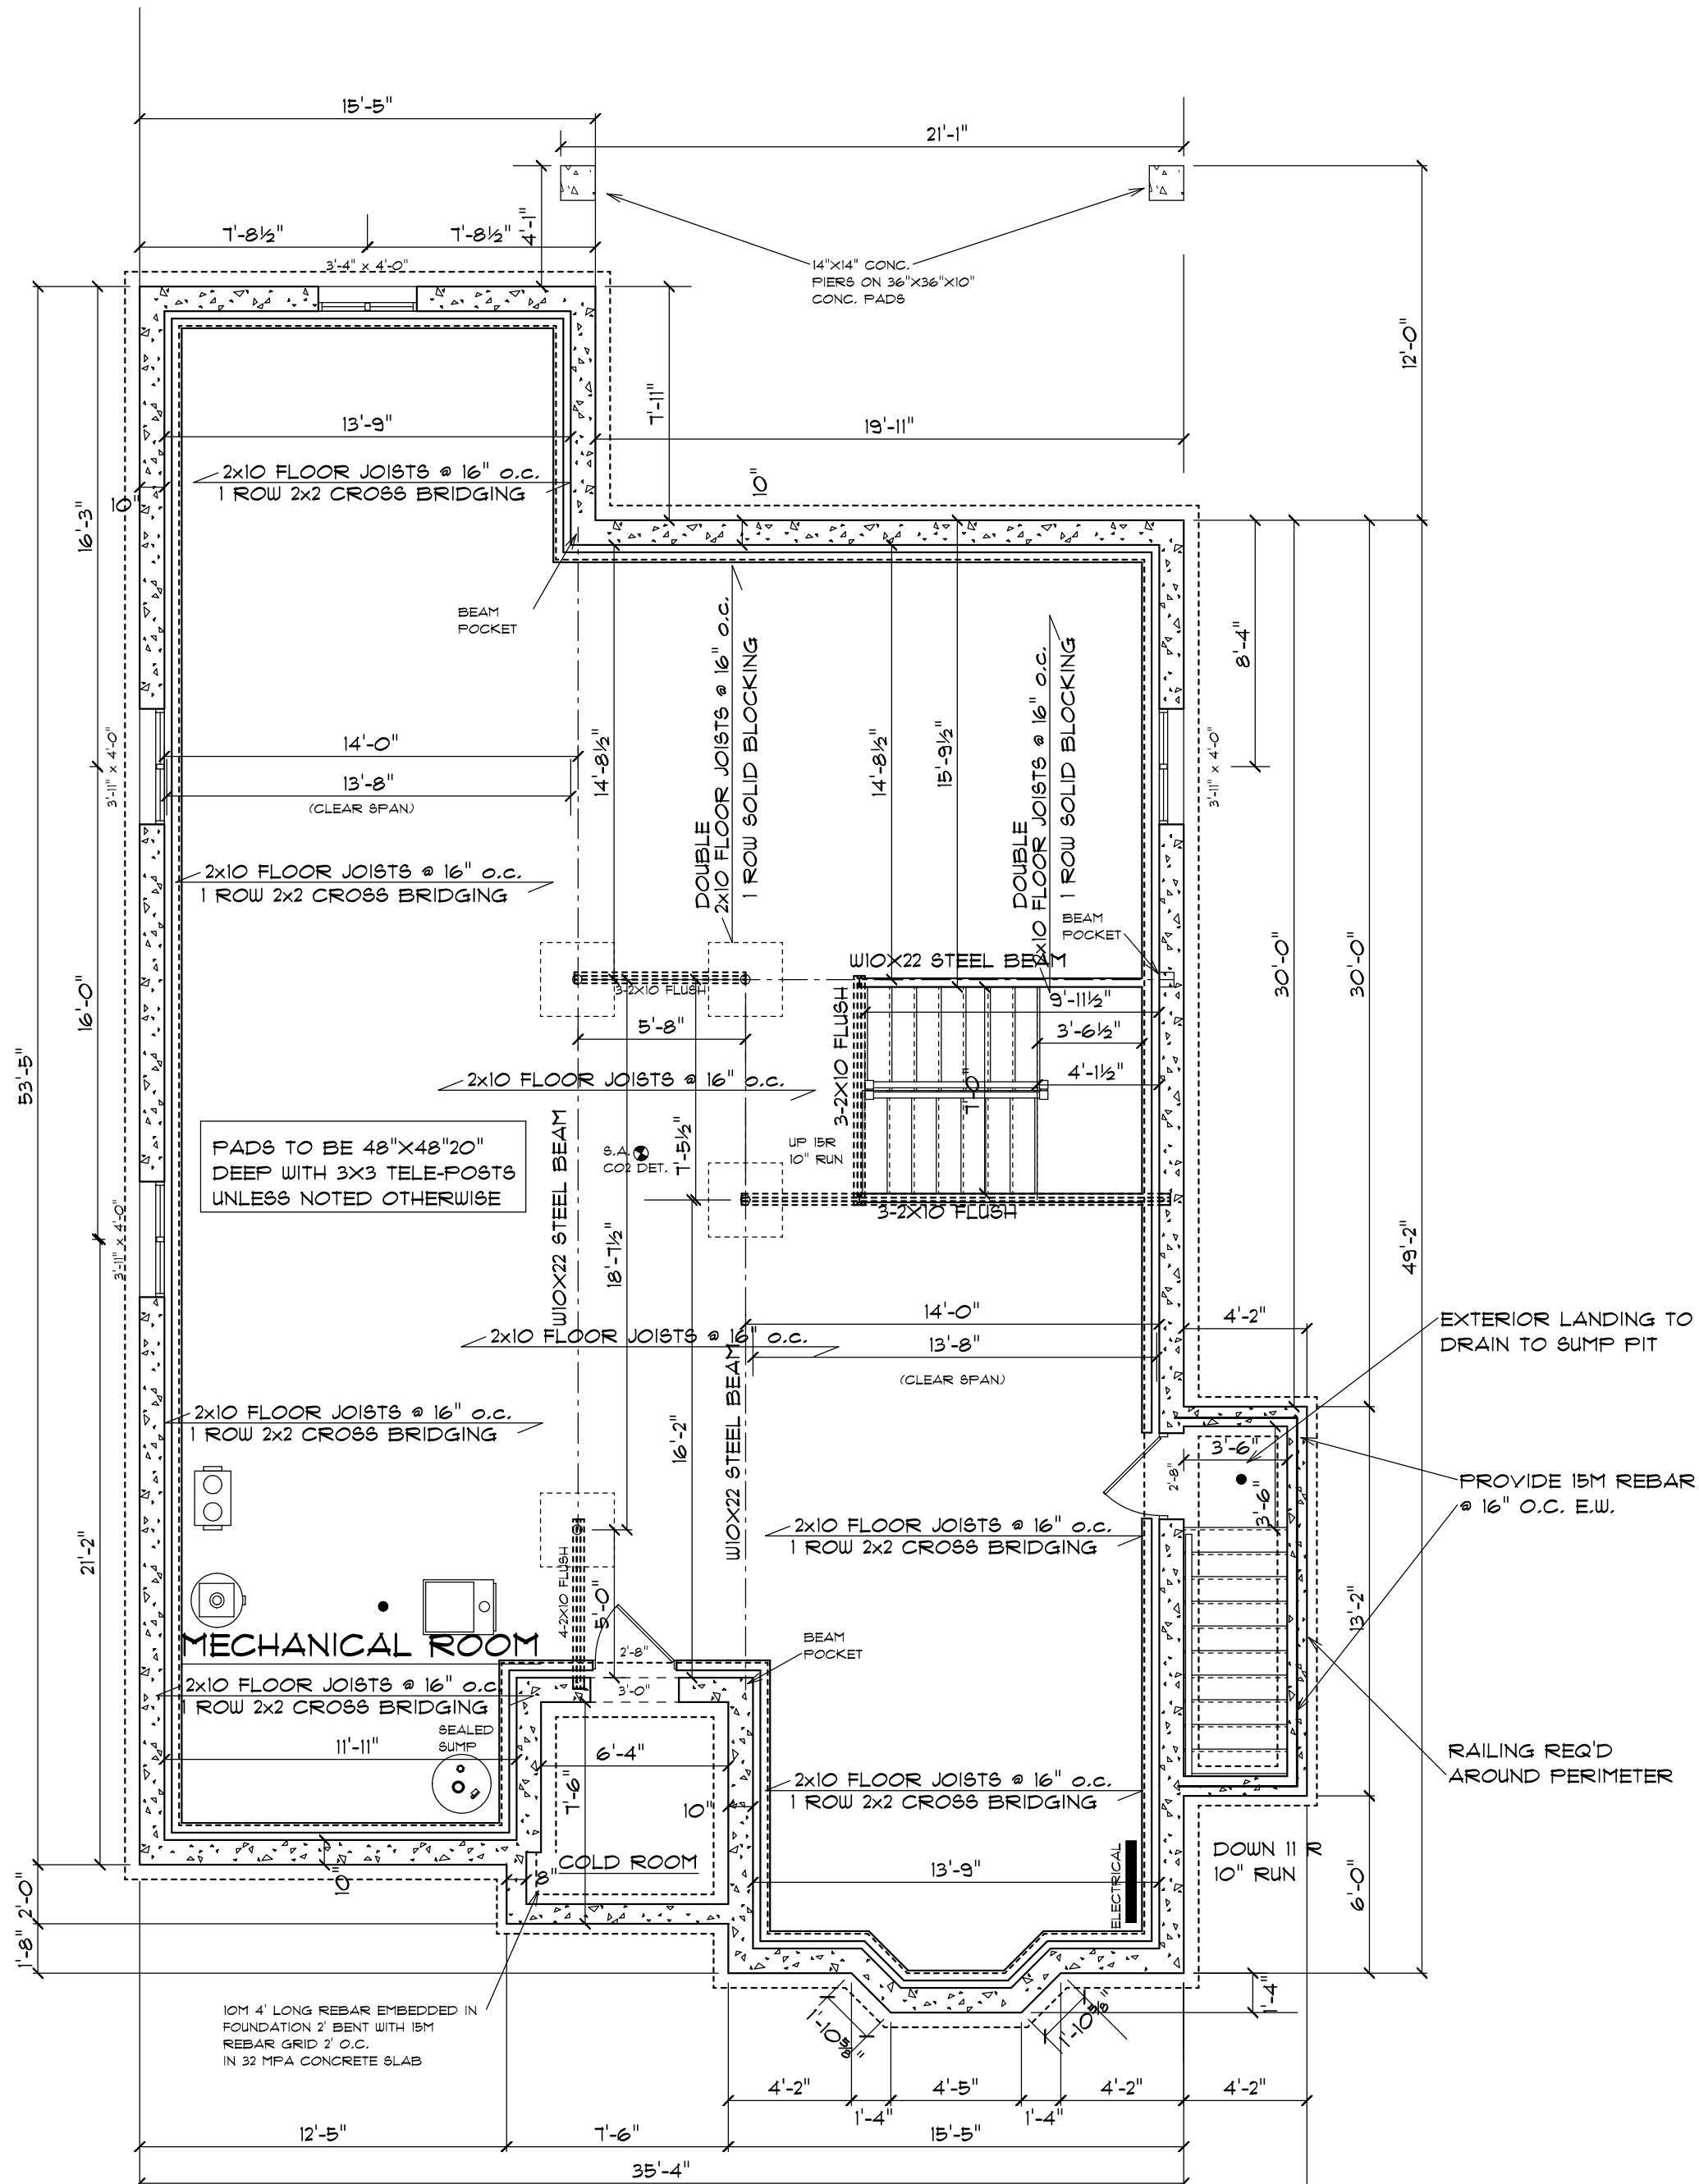 15'-5"
21'-1"
7'-8½"
7'-8½"
4'-1"
3'-4" x 4'-0"
14"X14" CONC.
PIERS ON 36"X36"X10"
CONC. PADS
12'-0"
7'-11"
13'-9"
19'-11"
2x10 FLOOR JOISTS @ 16" o.c.
1 ROW 2x2 CROSS BRIDGING
10"
10"
16'-3"
BEAM
POCKET
8'-4"
DOUBLE
2x10 FLOOR JOISTS @ 16" o.c.
1 ROW SOLID BLOCKING
DOUBLE
2x10 FLOOR JOISTS @ 16" o.c.
1 ROW SOLID BLOCKING
14'-0"
13'-8"
(CLEAR SPAN)
14'-8½"
14'-8½"
15'-9½"
3'-11" x 4'-0"
3'-11" x 4'-0"
2x10 FLOOR JOISTS @ 16" o.c.
1 ROW 2x2 CROSS BRIDGING
BEAM
POCKET
W10X22 STEEL BEAM
3-2X10 FLUSH
9'-11½"
5'-8"
3'-6½"
4'-1½"
3-2X10 FLUSH
7'-0"
30'-0"
30'-0"
16'-0"
53'-5"
2x10 FLOOR JOISTS @ 16" o.c.
PADS TO BE 48"X48"20"
DEEP WITH 3X3 TELE-POSTS
UNLESS NOTED OTHERWISE
W10X22 STEEL BEAM
S.A.
CO2 DET.
7'-5½"
UP 15R
10" RUN
3-2X10 FLUSH
3'-11" x 4'-0"
18'-7½"
49'-2"
14'-0"
4'-2"
EXTERIOR LANDING TO
DRAIN TO SUMP PIT
2x10 FLOOR JOISTS @ 16" o.c.
13'-8"
(CLEAR SPAN)
W10X22 STEEL BEAM
16'-2"
2x10 FLOOR JOISTS @ 16" o.c.
1 ROW 2x2 CROSS BRIDGING
3'-6"
2'-8"
3'-6"
PROVIDE 15M REBAR
@ 16" O.C. E.W.
2x10 FLOOR JOISTS @ 16" o.c.
1 ROW 2x2 CROSS BRIDGING
21'-2"
4-2X10 FLUSH
5'-0"
13'-2"
MECHANICAL ROOM
2'-8"
BEAM
POCKET
2x10 FLOOR JOISTS @ 16" o.c.
1 ROW 2x2 CROSS BRIDGING
3'-0"
SEALED
SUMP
11'-11"
6'-4"
7'-6"
RAILING REQ'D
AROUND PERIMETER
2x10 FLOOR JOISTS @ 16" o.c.
1 ROW 2x2 CROSS BRIDGING
10"
COLD ROOM
8"
10"
13'-9"
ELECTRICAL
DOWN 11 R
10" RUN
6'-0"
2'-0"
1'-8"
1'-4"
10M 4' LONG REBAR EMBEDDED IN
FOUNDATION 2' BENT WITH 15M
REBAR GRID 2' O.C.
IN 32 MPA CONCRETE SLAB
1'-10⅝"
1'-10⅝"
4'-2"
4'-5"
4'-2"
4'-2"
1'-4"
1'-4"
12'-5"
7'-6"
15'-5"
35'-4"